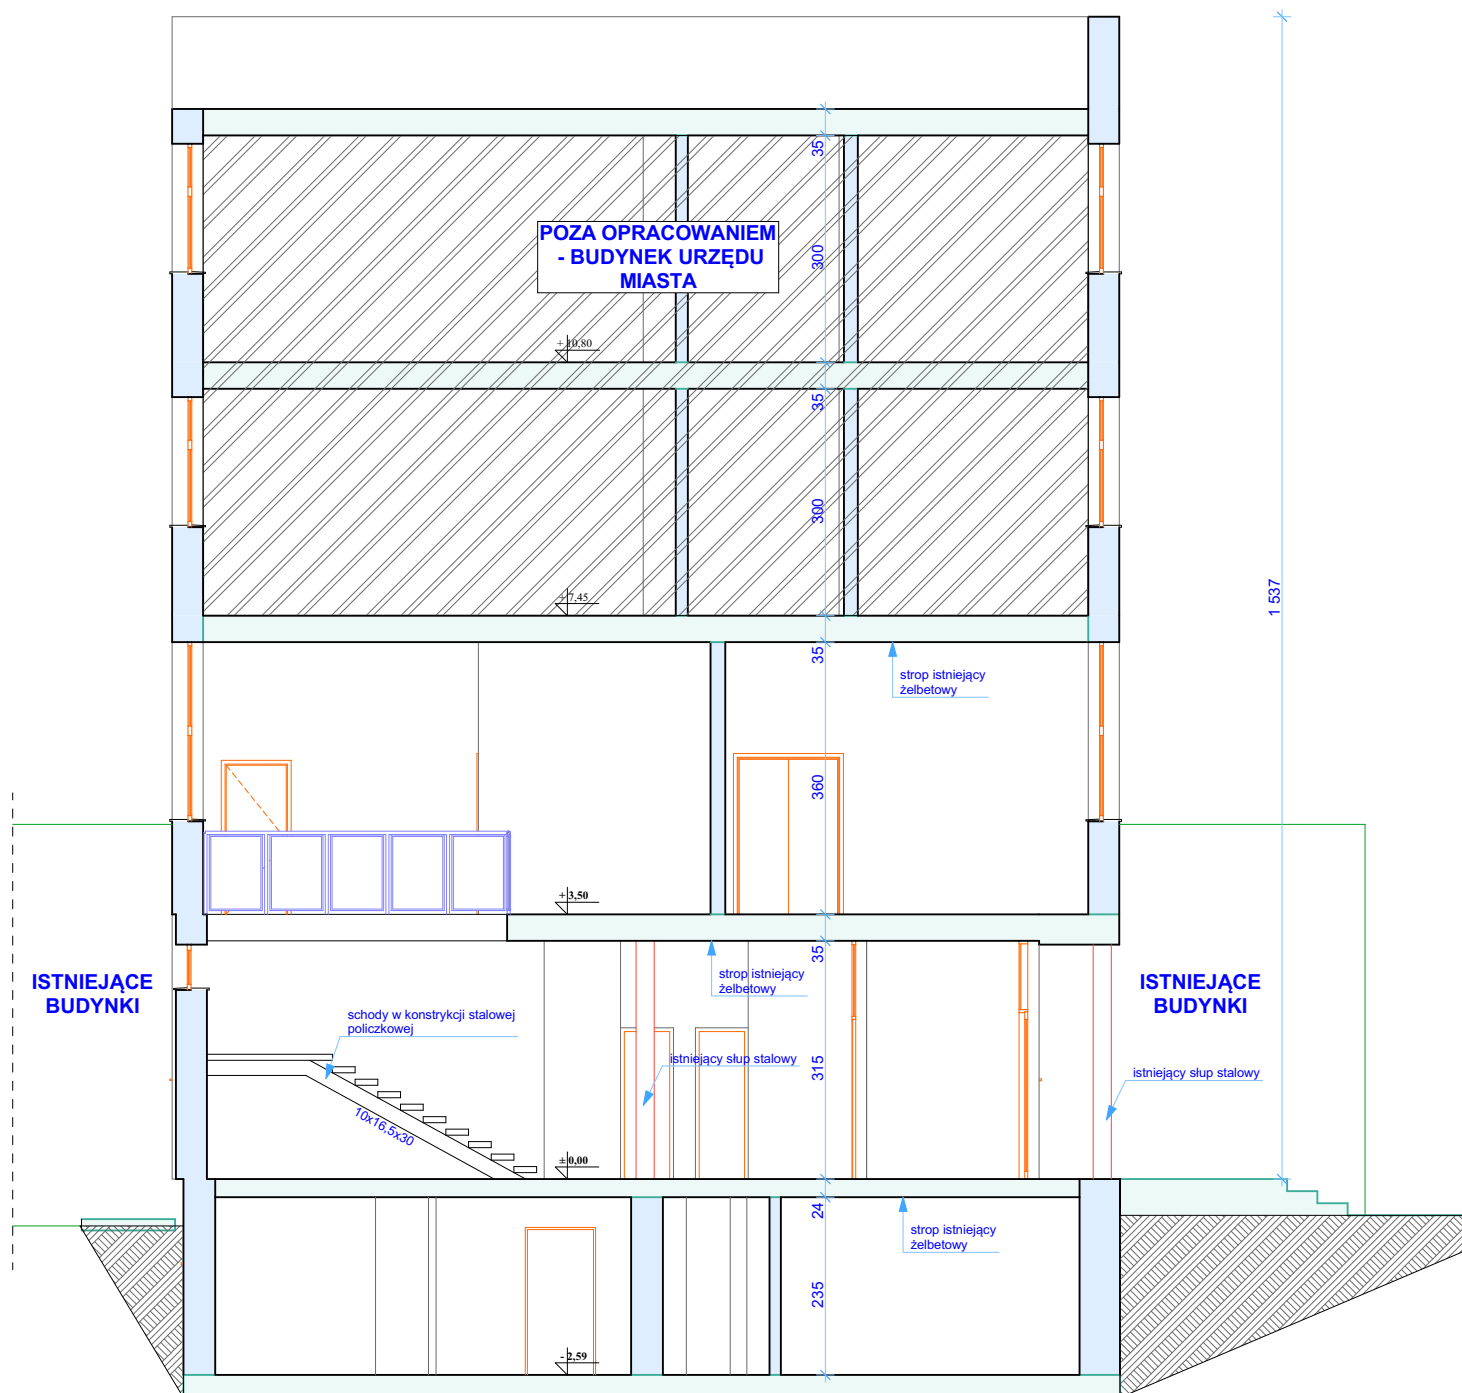 35
POZA OPRACOWANIEM
- BUDYNEK URZĘDU
MIASTA
300
+10,80
35
300
1 537
+7,45
35
strop istniejący
żelbetowy
360
+3,50
35
strop istniejący
żelbetowy
ISTNIEJĄCE
BUDYNKI
ISTNIEJĄCE
BUDYNKI
schody w konstrykcji stalowej
policzkowej
istniejący słup stalowy
315
istniejący słup stalowy
10x16,5x30
±0,00
24
strop istniejący
żelbetowy
235
-2,59